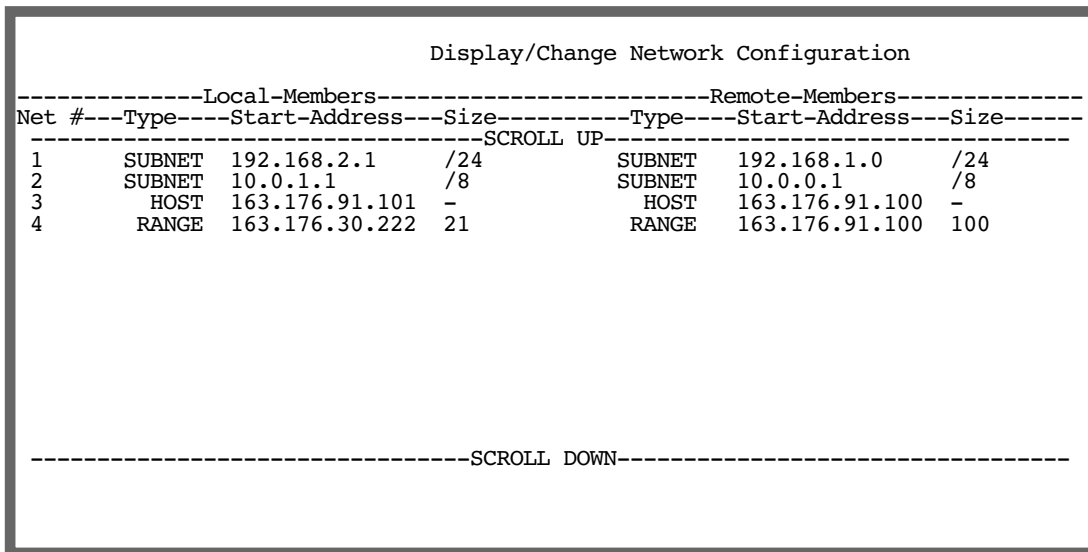 Display/Change Network Configuration
--------------Local-Members-------------------------Remote-Members--------------
Net #---Type----Start-Address---Size----------Type----Start-Address---Size------
----------------------------------SCROLL UP-----------------------------------
1 SUBNET 192.168.2.1 /24 SUBNET 192.168.1.0 /24
2 SUBNET 10.0.1.1 /8 SUBNET 10.0.0.1 /8
3 HOST 163.176.91.101 - HOST 163.176.91.100 -
4 RANGE 163.176.30.222 21 RANGE 163.176.91.100 100
---------------------------------SCROLL DOWN----------------------------------